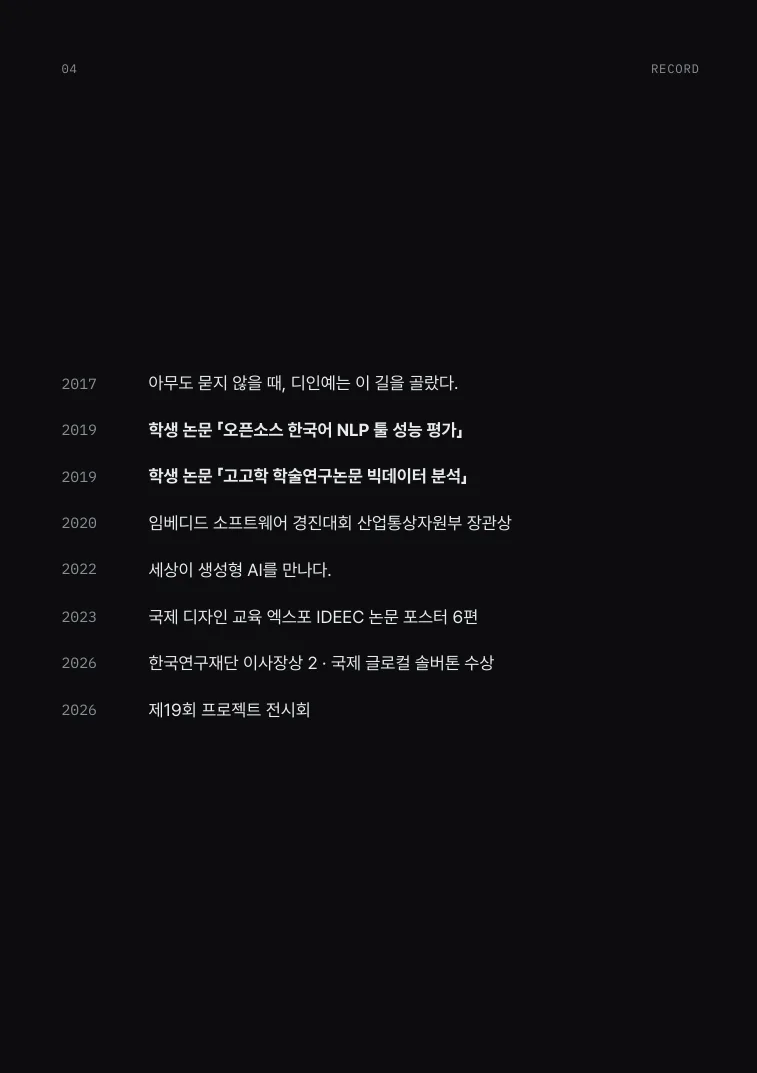 04 RECORD
2017 아무도 묻지 않을 때, 디인예는 이 길을 골랐다.
2019 학생 논문 「오픈소스 한국어 NLP 툴 성능 평가」
2019 학생 논문 「고고학 학술연구논문 빅데이터 분석」
2020 임베디드 소프트웨어 경진대회 산업통상자원부 장관상
2022 세상이 생성형 AI를 만나다.
2023 국제 디자인 교육 엑스포 IDEEC 논문 포스터 6편
2026 한국연구재단 이사장상 2 · 국제 글로컬 솔버톤 수상
2026 제19회 프로젝트 전시회